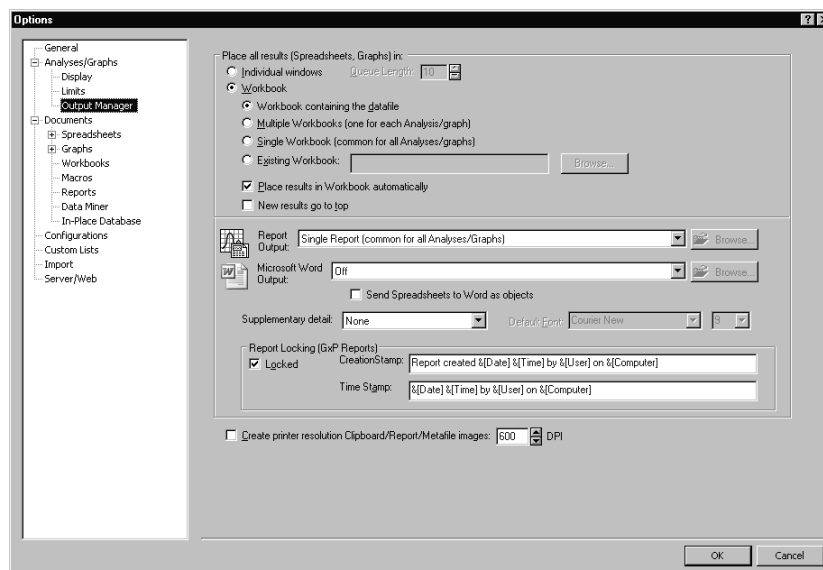 Options
General
Analyses/Graphs
Display
Limits
Output Manager
Documents
Spreadsheets
Graphs
Workbooks
Macros
Reports
Data Miner
In-Place Database
Configurations
Custom Lists
Import
Server/Web
Place all results (Spreadsheets, Graphs) in:
Individual windows Queue Length: 10
Workbook
Workbook containing the datafile
Multiple Workbooks (one for each Analysis/graph)
Single Workbook (common for all Analyses/graphs)
Existing Workbook: Browse...
Place results in Workbook automatically
New results go to top
Report Output: Single Report (common for all Analyses/Graphs) Browse...
Microsoft Word Output: Off Browse...
Send Spreadsheets to Word as objects
Supplementary detail: None Default Font: Courier New 9
Report Locking (GxP Reports)
Locked CreationStamp: Report created &[Date] &[Time] by &[User] on &[Computer]
Time Stamp: &[Date] &[Time] by &[User] on &[Computer]
Create printer resolution Clipboard/Report/Metafile images: 600 DPI
OK Cancel